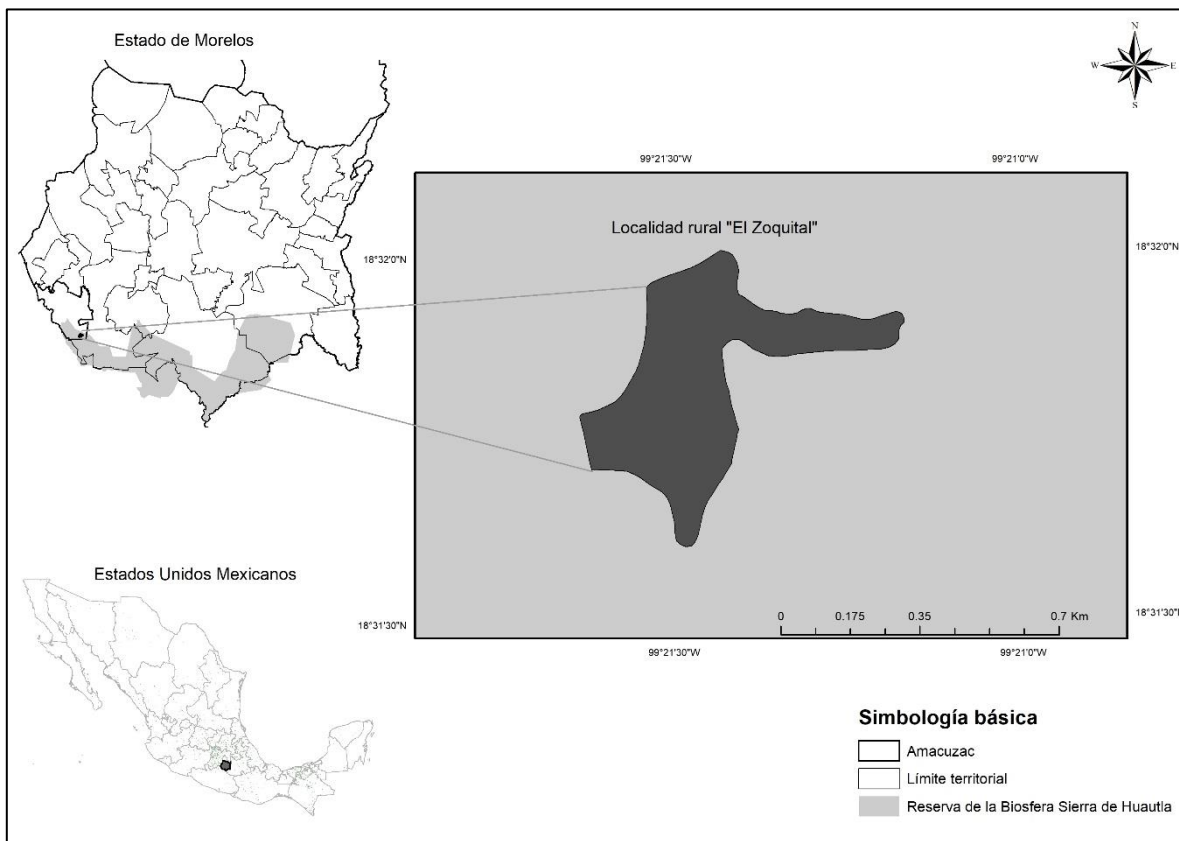 Estado de Morelos
N
W
E
S
99°21'30"W
99°21'0"W
Localidad rural "El Zoquital"
18°32'0"N
18°32'0"N
Estados Unidos Mexicanos
0
0.175
0.35
0.7 Km
18°31'30"N
18°31'30"N
99°21'30"W
99°21'0"W
Simbología básica
Amacuzac
Límite territorial
Reserva de la Biosfera Sierra de Huautla